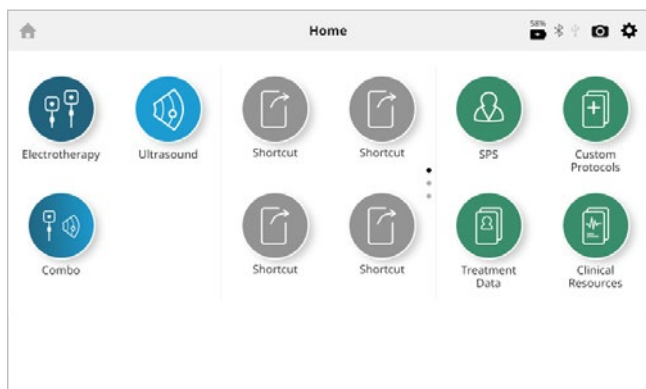 Home
58%
Electrotherapy
Ultrasound
Shortcut
Shortcut
SPS
Custom
Protocols
Combo
Shortcut
Shortcut
Treatment
Data
Clinical
Resources